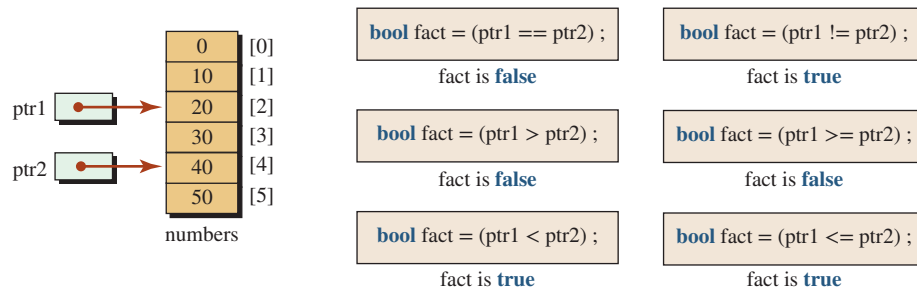 0 [0]
10 [1]
ptr1 20 [2]
30 [3]
ptr2 40 [4]
50 [5]
numbers
bool fact = (ptr1 == ptr2) ;
fact is false
bool fact = (ptr1 != ptr2) ;
fact is true
bool fact = (ptr1 > ptr2) ;
fact is false
bool fact = (ptr1 >= ptr2) ;
fact is false
bool fact = (ptr1 < ptr2) ;
fact is true
bool fact = (ptr1 <= ptr2) ;
fact is true